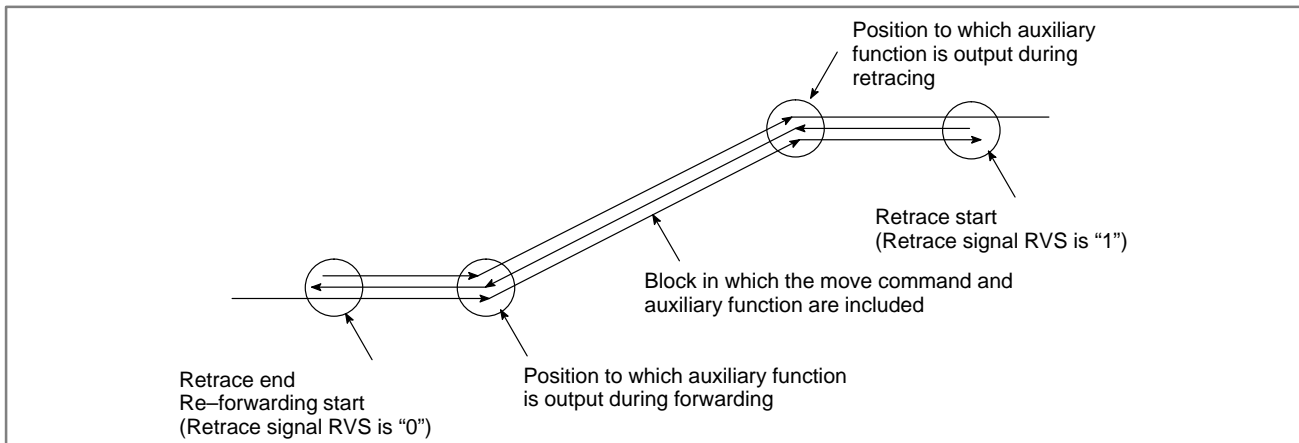 Position to which auxiliary
function is output during
retracing
Retrace start
(Retrace signal RVS is “1”)
Block in which the move command and
auxiliary function are included
Position to which auxiliary function
is output during forwarding
Retrace end
Re–forwarding start
(Retrace signal RVS is “0”)